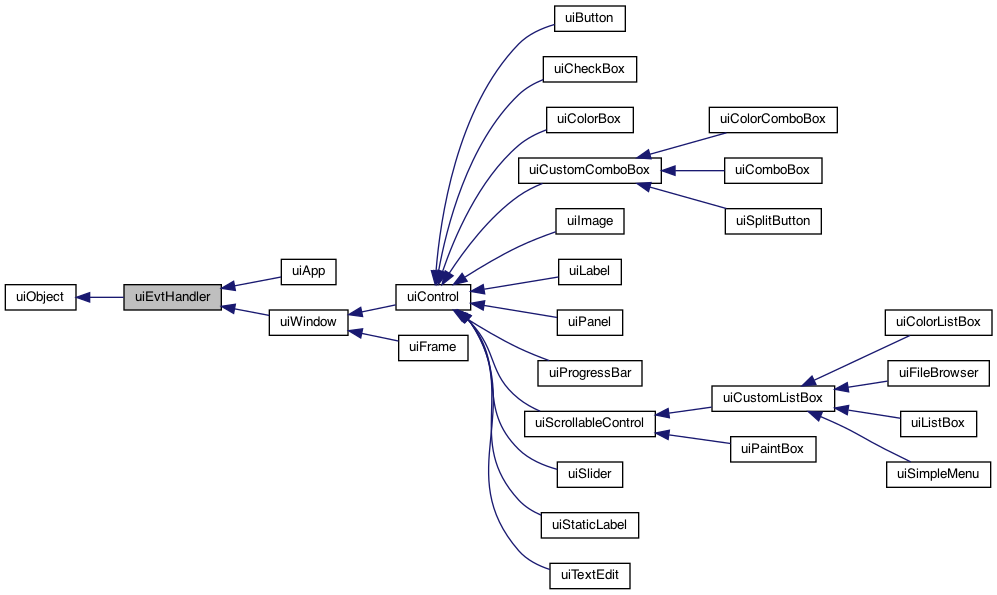 uiButton
uiCheckBox
uiColorBox
uiColorComboBox
uiCustomComboBox
uiComboBox
uiImage
uiSplitButton
uiApp
uiLabel
uiObject
uiEvtHandler
uiControl
uiWindow
uiPanel
uiColorListBox
uiFrame
uiProgressBar
uiFileBrowser
uiCustomListBox
uiScrollableControl
uiListBox
uiPaintBox
uiSlider
uiSimpleMenu
uiStaticLabel
uiTextEdit